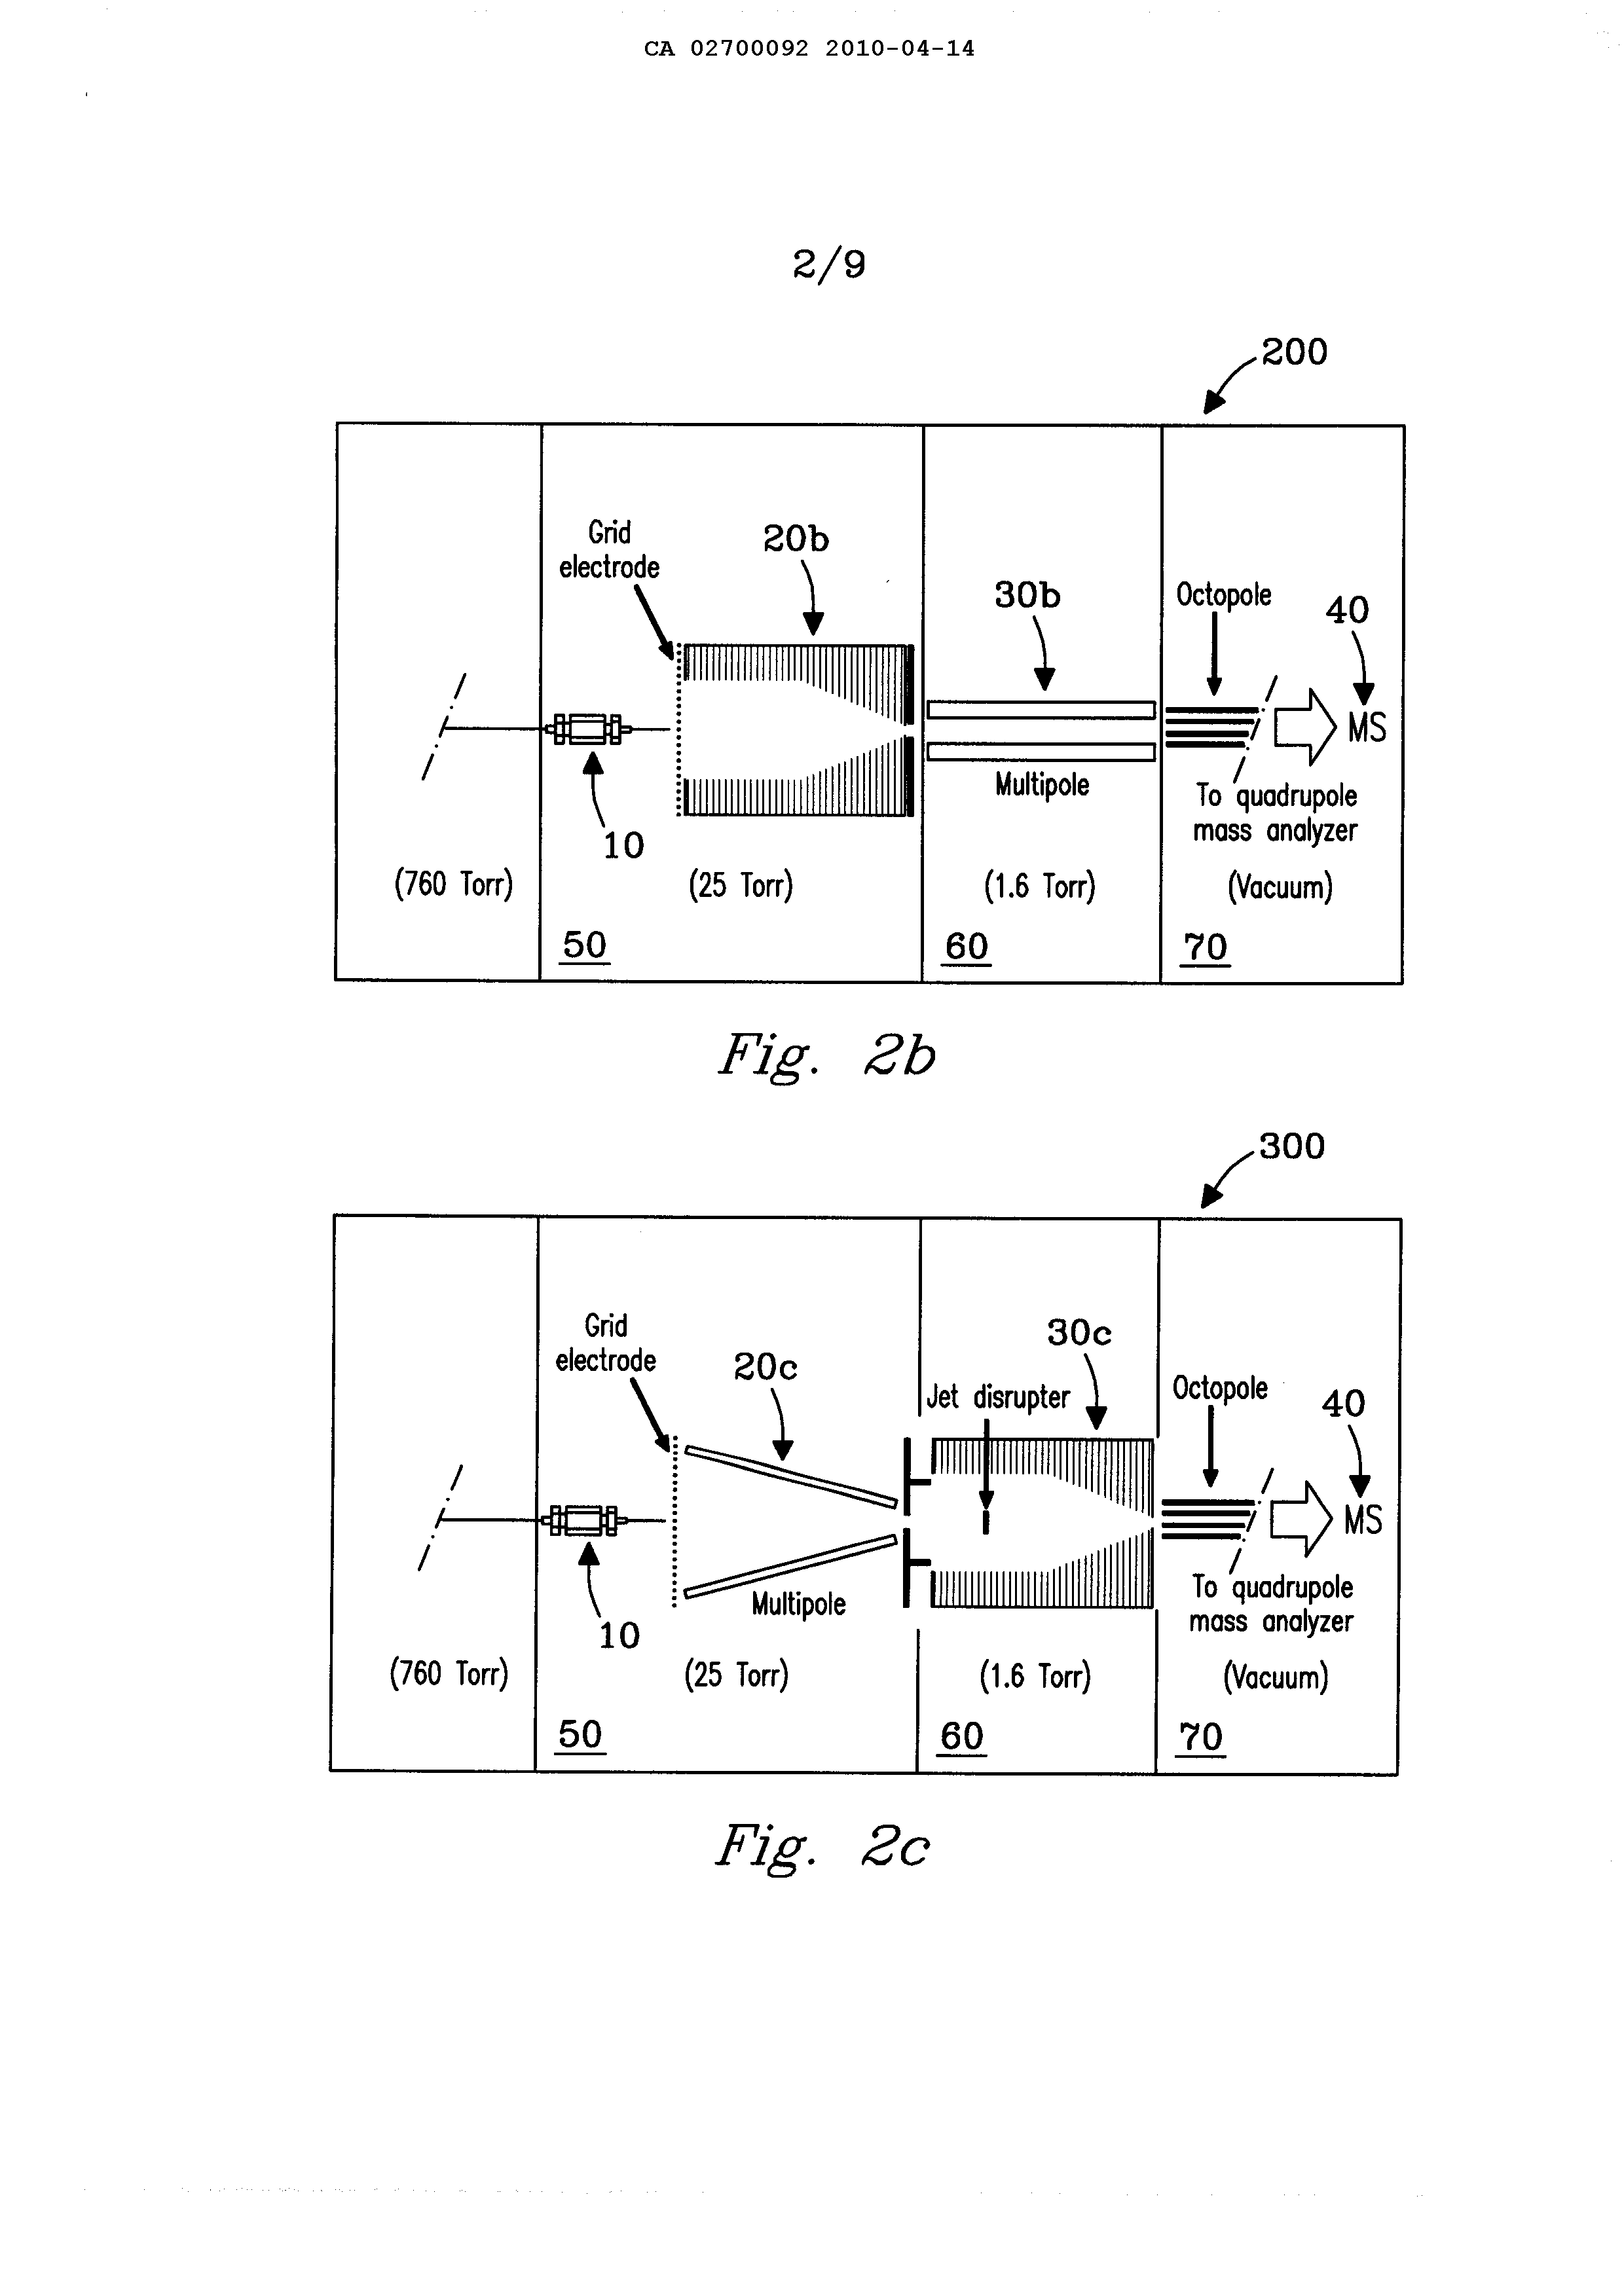 CA 02700092 2010-04-14
2/9
200
Grid
electrode
20b
30b
Octopole
40
MS
Multipole
To quadrupole
mass analyzer
10
(760 Torr)
(25 Torr)
(1.6 Torr)
(Vacuum)
50
60
70
Fig. 2b
300
Grid
electrode
20c
30c
Jet disrupter
Octopole
40
MS
Multipole
To quadrupole
mass analyzer
10
(760 Torr)
(25 Torr)
(1.6 Torr)
(Vacuum)
50
60
70
Fig. 2c